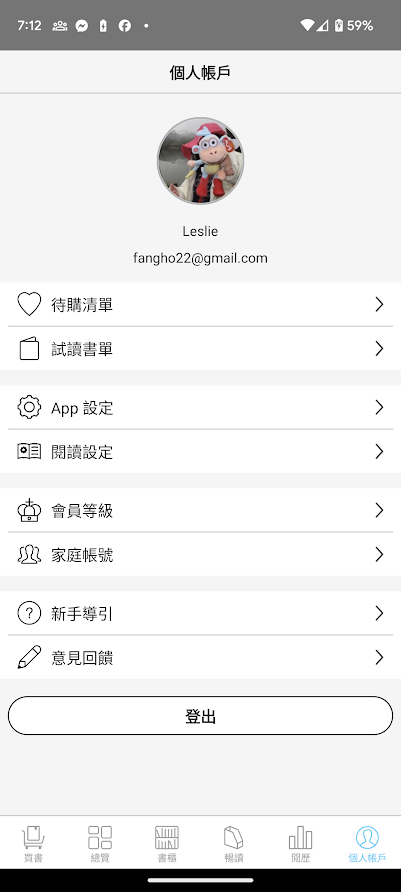 7:12
59%
個人帳戶
Leslie
fangho22@gmail.com
待購清單
試讀書單
App 設定
閱讀設定
會員等級
家庭帳號
新手導引
意見回饋
登出
買書
總覽
書櫃
暢讀
閱歷
個人帳戶